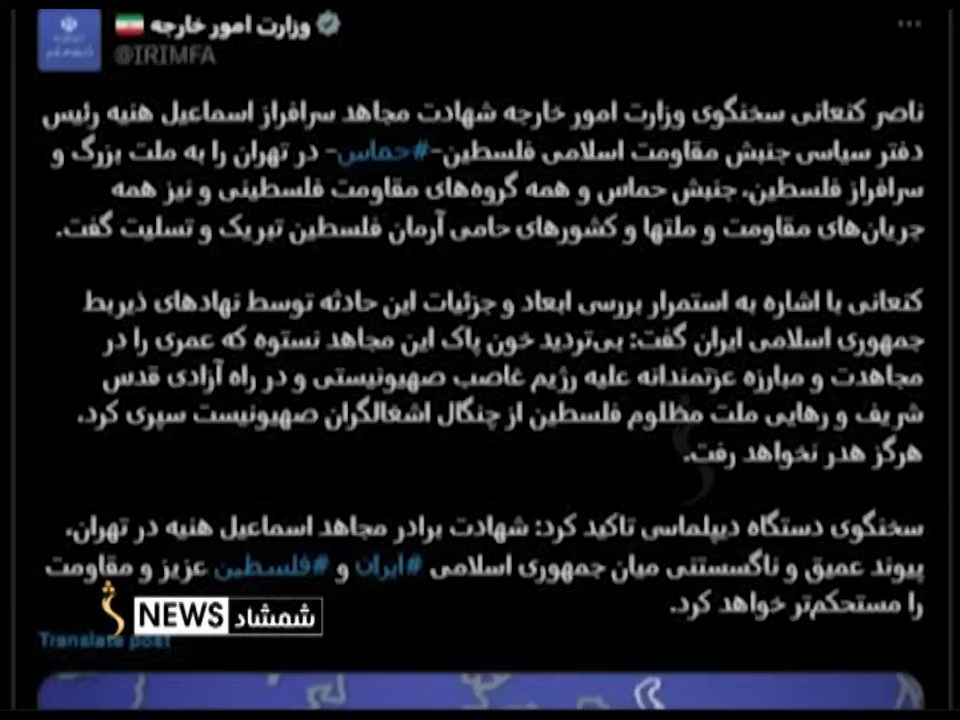 وزارت امور خارجه
@IRIMFA
ناصر کنعانی سخنگوی وزارت امور خارجه شهادت مجاهد سرافراز اسماعیل هنیه رئیس
دفتر سیاسی جنبش مقاومت اسلامی فلسطین-#حماس- در تهران را به ملت بزرگ و
سرافراز فلسطین، جنبش حماس و همه گروه‌های مقاومت فلسطینی و نیز همه
جریان‌های مقاومت و ملتها و کشورهای حامی آرمان فلسطین تبریک و تسلیت گفت.
کنعانی با اشاره به استمرار بررسی ابعاد و جزئیات این حادثه توسط نهادهای ذیربط
جمهوری اسلامی ایران گفت: بی‌تردید خون پاک این مجاهد نستوه که عمری را در
مجاهدت و مبارزه عزتمندانه علیه رژیم غاصب صهیونیستی و در راه آزادی قدس
شریف و رهایی ملت مظلوم فلسطین از چنگال اشغالگران صهیونیست سپری کرد،
هرگز هدر نخواهد رفت.
سخنگوی دستگاه دیپلماسی تاکید کرد: شهادت برادر مجاهد اسماعیل هنیه در تهران،
پیوند عمیق و ناگسستنی میان جمهوری اسلامی #ایران و #فلسطین عزیز و مقاومت
را مستحکم‌تر خواهد کرد.
NEWS شمشاد
Translate post